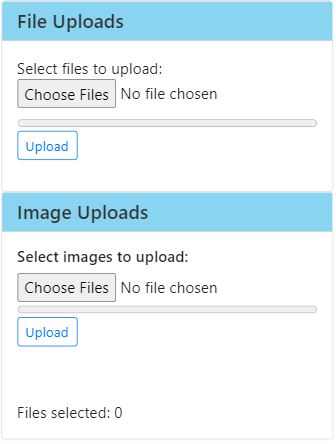 File Uploads
Select files to upload:
Choose Files No file chosen
Upload
Image Uploads
Select images to upload:
Choose Files No file chosen
Upload
Files selected: 0